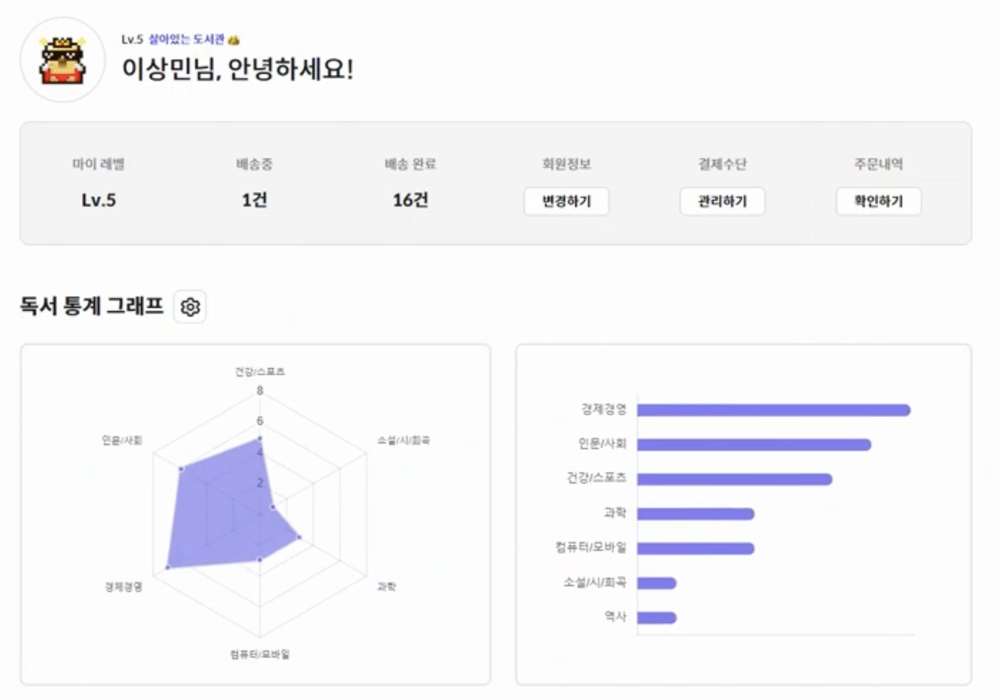 Lv.5 살아있는 도서관
이상민님, 안녕하세요!
마이 레벨 배송중 배송 완료 회원정보 결제수단 주문내역
Lv.5 1건 16건 변경하기 관리하기 확인하기
독서 통계 그래프
건강/스포츠
8
6
4
2
인문/사회
소설/시/희곡
경제경영
과학
컴퓨터/모바일
경제경영
인문/사회
건강/스포츠
과학
컴퓨터/모바일
소설/시/희곡
역사